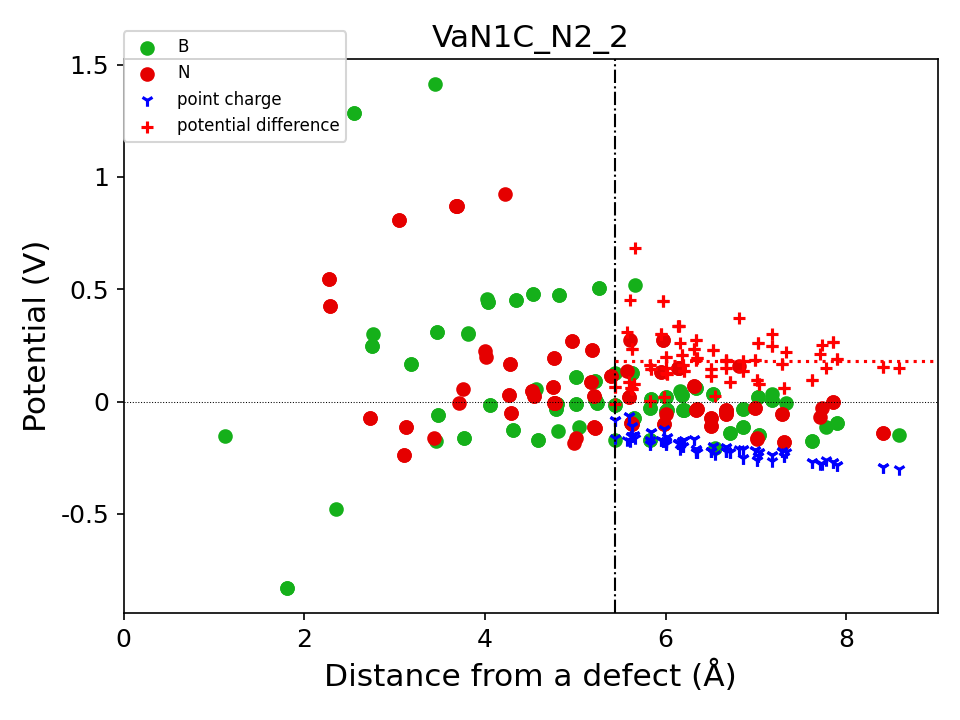 VaN1C_N2_2
B
N
point charge
potential difference
1.5
1
0.5
0
-0.5
Potential (V)
0
2
4
6
8
Distance from a defect (Å)